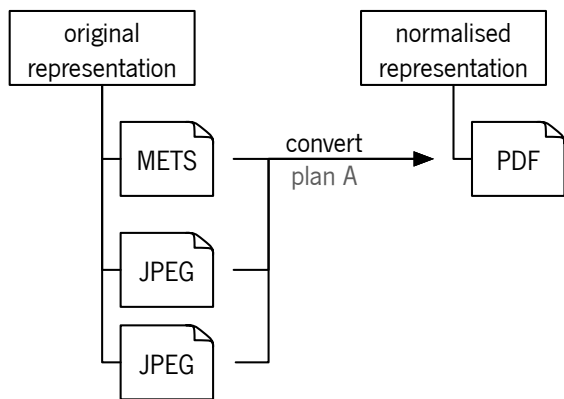 original
representation
normalised
representation
METS
convert
plan A
PDF
JPEG
JPEG